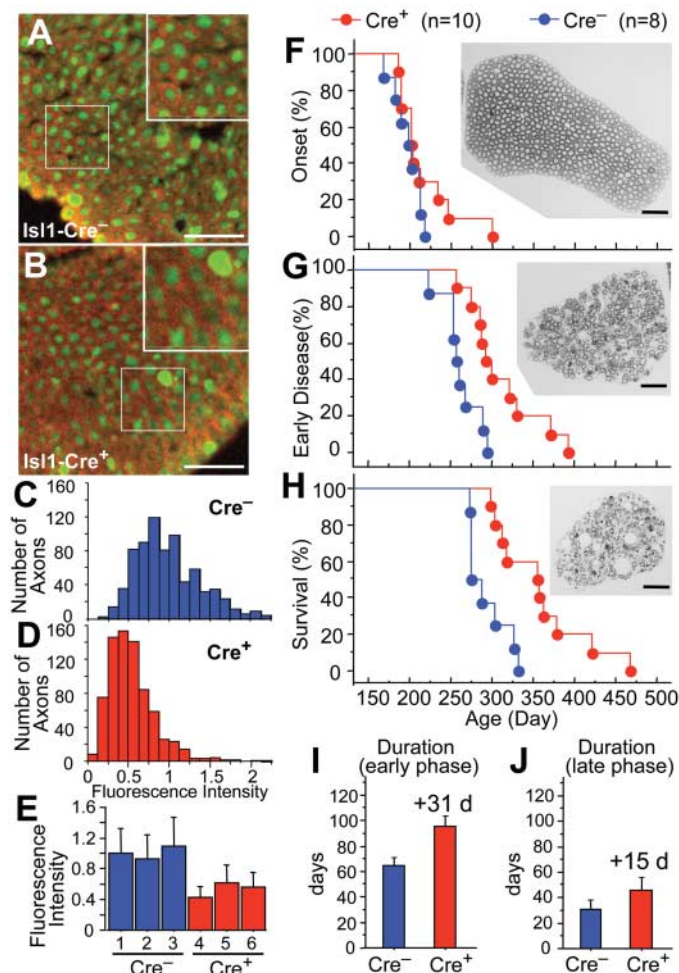 Cre⁺ (n=10) Cre⁻ (n=8)
A
Isl1-Cre⁻
B
Isl1-Cre⁺
C
Cre⁻
Number of
Axons
160
120
80
40
0
D
Cre⁺
Number of
Axons
160
120
80
40
0
0 0.5 1 1.5 2
Fluorescence Intensity
E
Fluorescence
Intensity
1.6
1.2
0.8
0.4
0
1 2 3 4 5 6
Cre⁻ Cre⁺
F
Onset (%)
100
80
60
40
20
0
G
Early Disease(%)
100
80
60
40
20
0
H
Survival (%)
100
80
60
40
20
0
150 200 250 300 350 400 450 500
Age (Day)
I
Duration
(early phase)
days
120
100
80
60
40
20
0
+31 d
Cre⁻ Cre⁺
J
Duration
(late phase)
days
120
100
80
60
40
20
0
+15 d
Cre⁻ Cre⁺